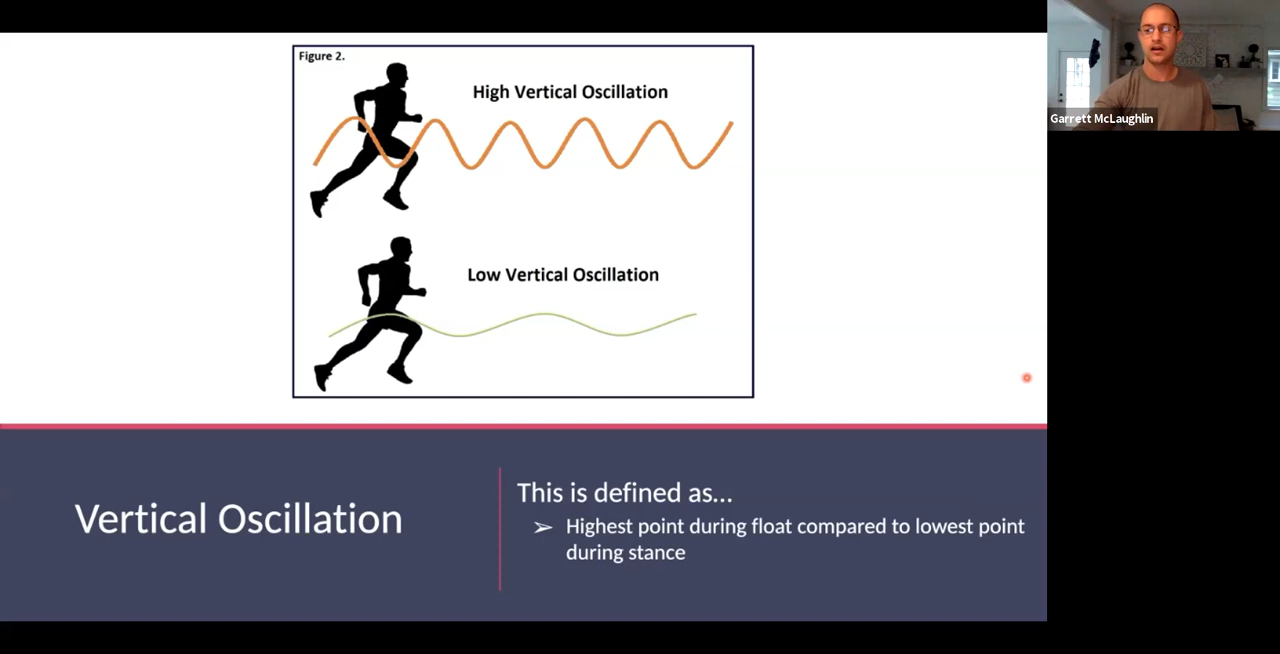 Figure 2.
High Vertical Oscillation
Low Vertical Oscillation
Garrett McLaughlin
Vertical Oscillation
This is defined as...
➢ Highest point during float compared to lowest point
during stance